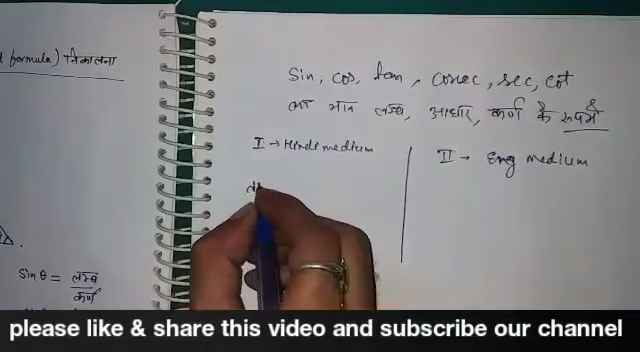 formula) निकालना
Sin, Cos, tan, Cosec, sec, cot
का मान लम्ब, आधार, कर्ण के रूप में
I → Hindi medium
II → Eng medium
Sin θ = लम्ब
कर्ण
please like & share this video and subscribe our channel